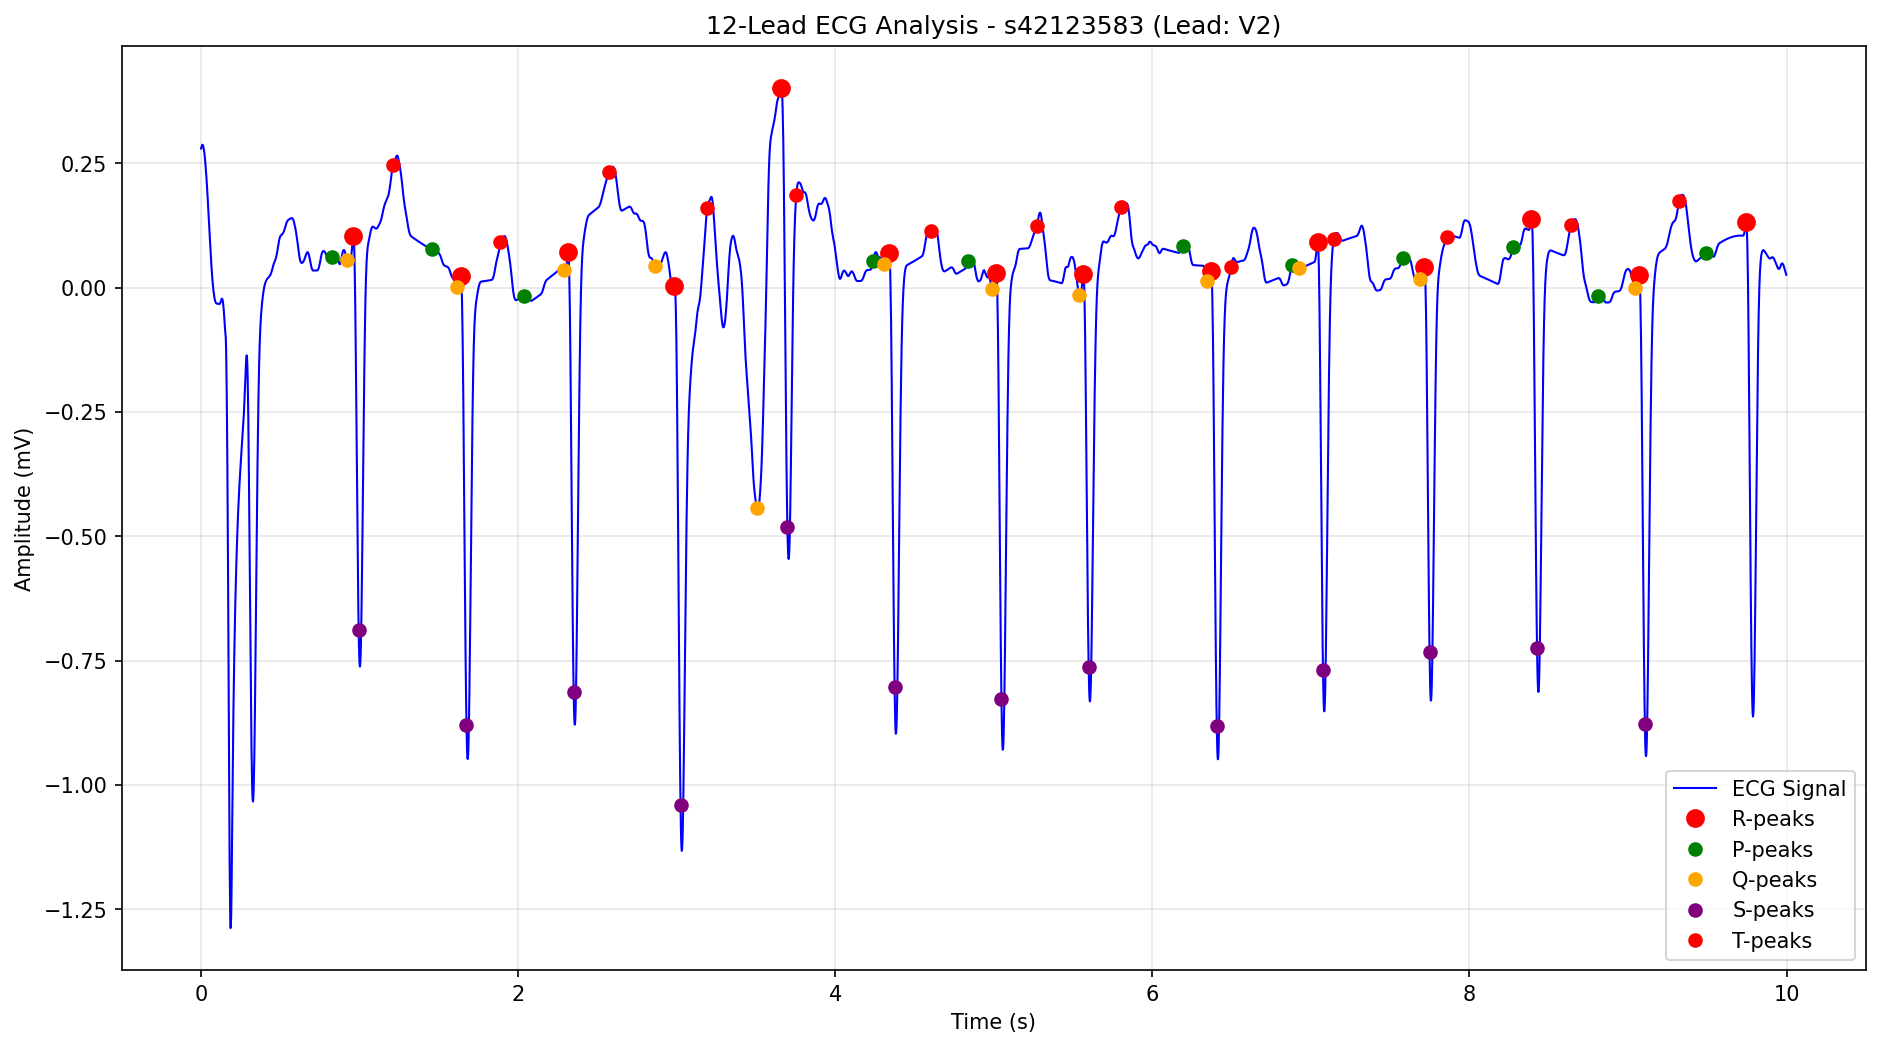 12-Lead ECG Analysis - s42123583 (Lead: V2)
Amplitude (mV)
0.25
0.00
−0.25
−0.50
−0.75
−1.00
−1.25
ECG Signal
R-peaks
P-peaks
Q-peaks
S-peaks
T-peaks
0 2 4 6 8 10
Time (s)